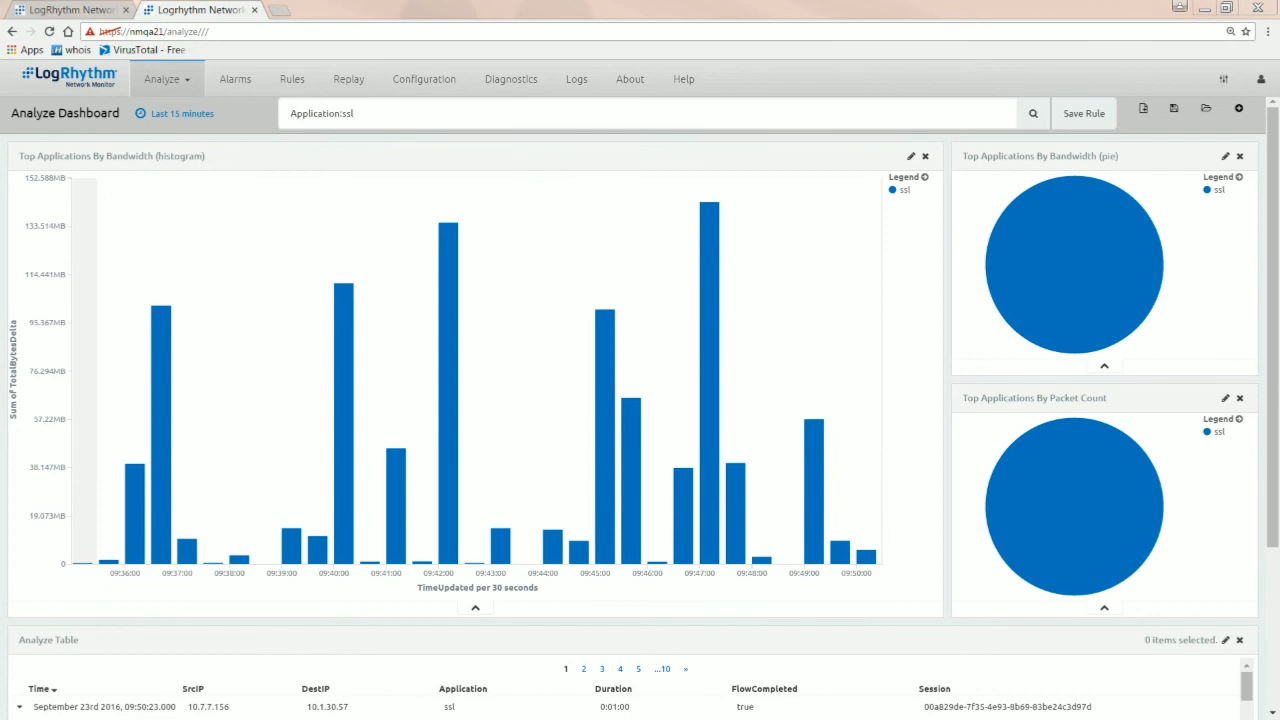 LogRhythm Network
Logrhythm Network
https://nmqa21/analyze///
Apps whois VirusTotal - Free
LogRhythm Network Monitor
Analyze Alarms Rules Replay Configuration Diagnostics Logs About Help
Analyze Dashboard Last 15 minutes Application:ssl Save Rule
Top Applications By Bandwidth (histogram)
Legend
ssl
152.588MB
133.514MB
114.441MB
95.367MB
76.294MB
57.22MB
38.147MB
19.073MB
0
Sum of TotalBytesDelta
09:36:00 09:37:00 09:38:00 09:39:00 09:40:00 09:41:00 09:42:00 09:43:00 09:44:00 09:45:00 09:46:00 09:47:00 09:48:00 09:49:00 09:50:00
TimeUpdated per 30 seconds
Top Applications By Bandwidth (pie)
Legend
ssl
Top Applications By Packet Count
Legend
ssl
Analyze Table 0 items selected.
1 2 3 4 5 ...10 »
Time SrcIP DestIP Application Duration FlowCompleted Session
September 23rd 2016, 09:50:23.000 10.7.7.156 10.1.30.57 ssl 0:01:00 true 00a829de-7f35-4e93-8b69-83be24c3d97d